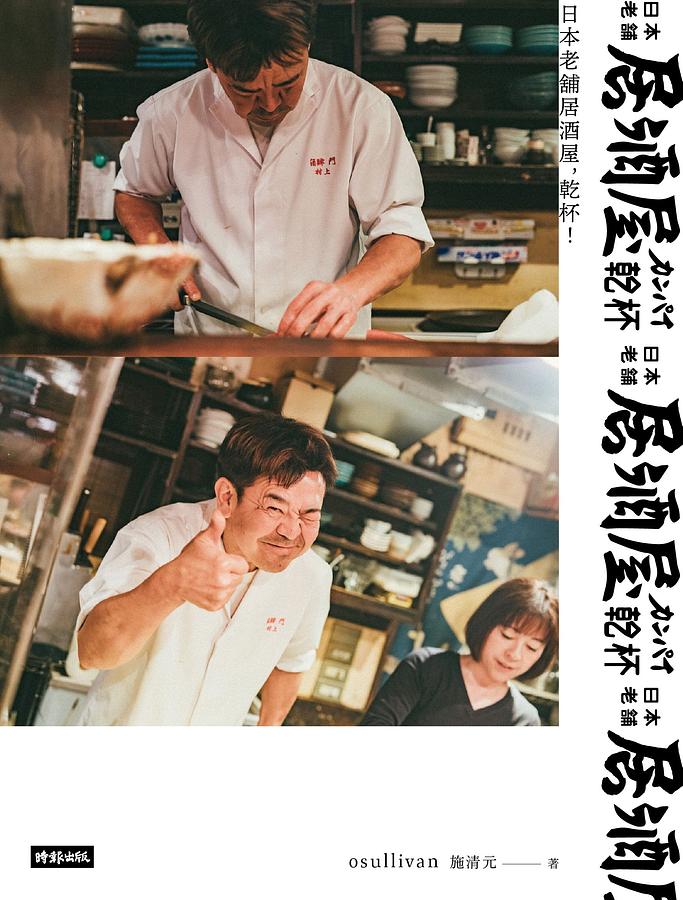 日本老舖居酒屋，乾杯！
日本
老舖
居酒屋
カンパイ
乾杯
日本
老舖
居酒屋
カンパイ
乾杯
日本
老舖
居酒
門
村上
門
村上
時報出版
osullivan 施清元 —— 著